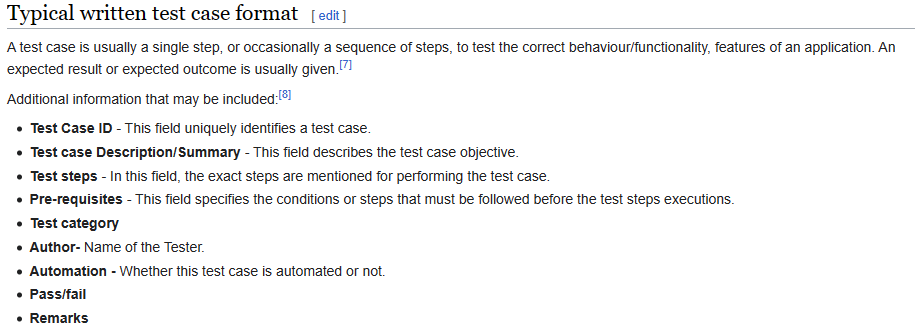 Typical written test case format [ edit ]
A test case is usually a single step, or occasionally a sequence of steps, to test the correct behaviour/functionality, features of an application. An
expected result or expected outcome is usually given.[7]
Additional information that may be included:[8]
• Test Case ID - This field uniquely identifies a test case.
• Test case Description/Summary - This field describes the test case objective.
• Test steps - In this field, the exact steps are mentioned for performing the test case.
• Pre-requisites - This field specifies the conditions or steps that must be followed before the test steps executions.
• Test category
• Author- Name of the Tester.
• Automation - Whether this test case is automated or not.
• Pass/fail
• Remarks